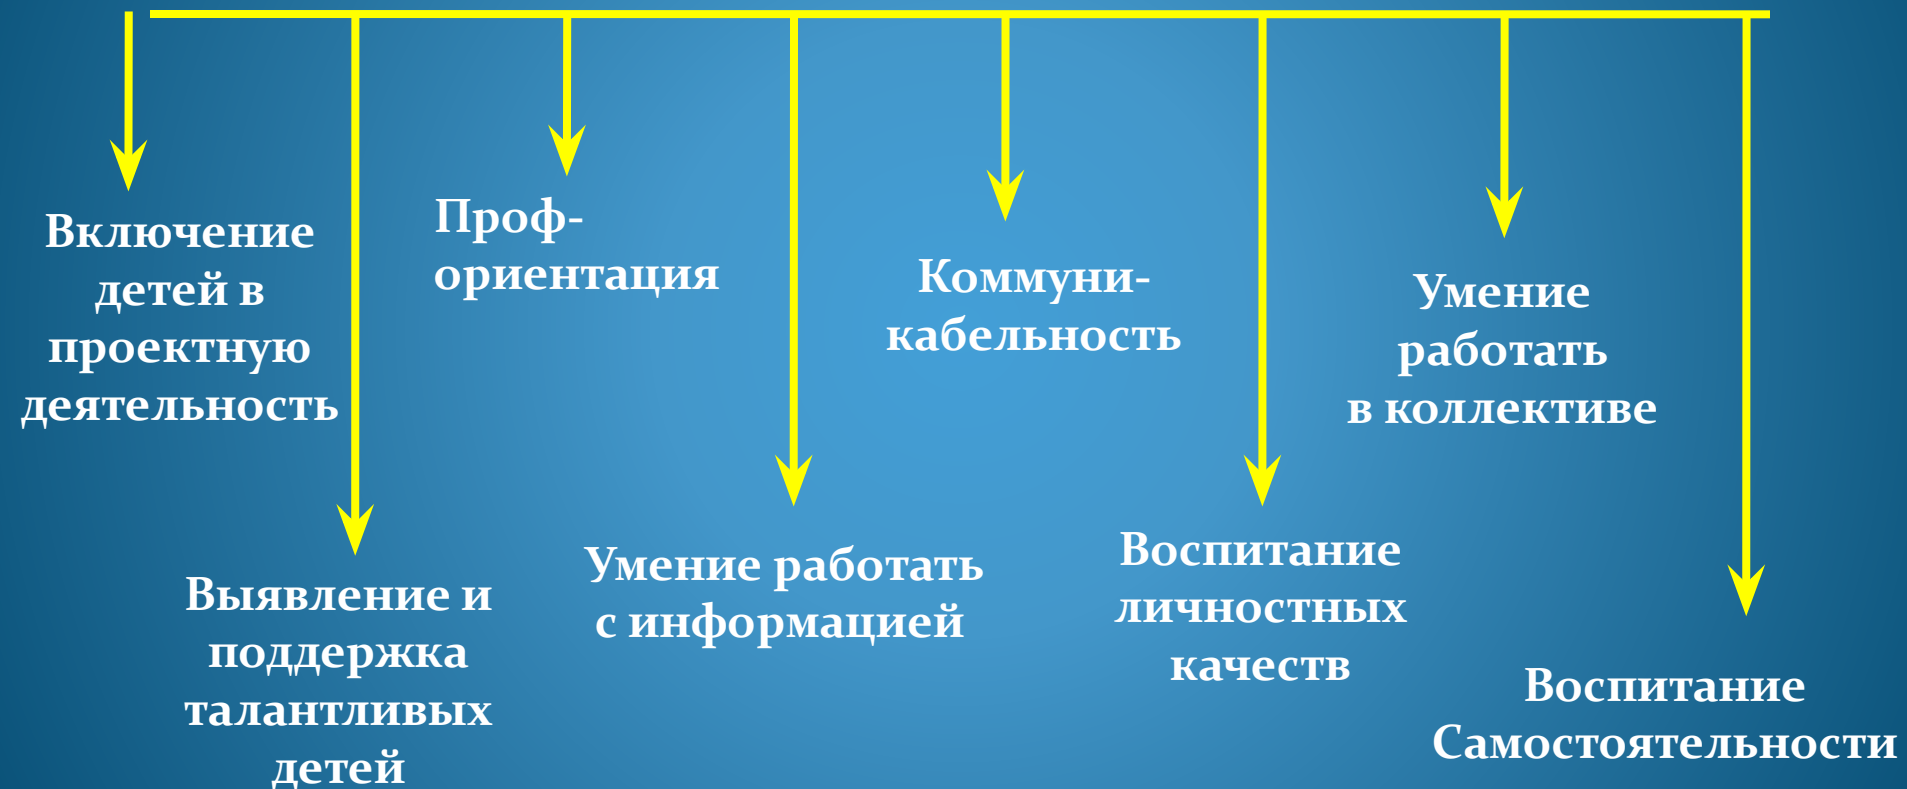 Включение
детей в
проектную
деятельность
Выявление и
поддержка
талантливых
детей
Проф-
ориентация
Умение работать
с информацией
Коммуни-
кабельность
Воспитание
личностных
качеств
Умение
работать
в коллективе
Воспитание
Самостоятельности